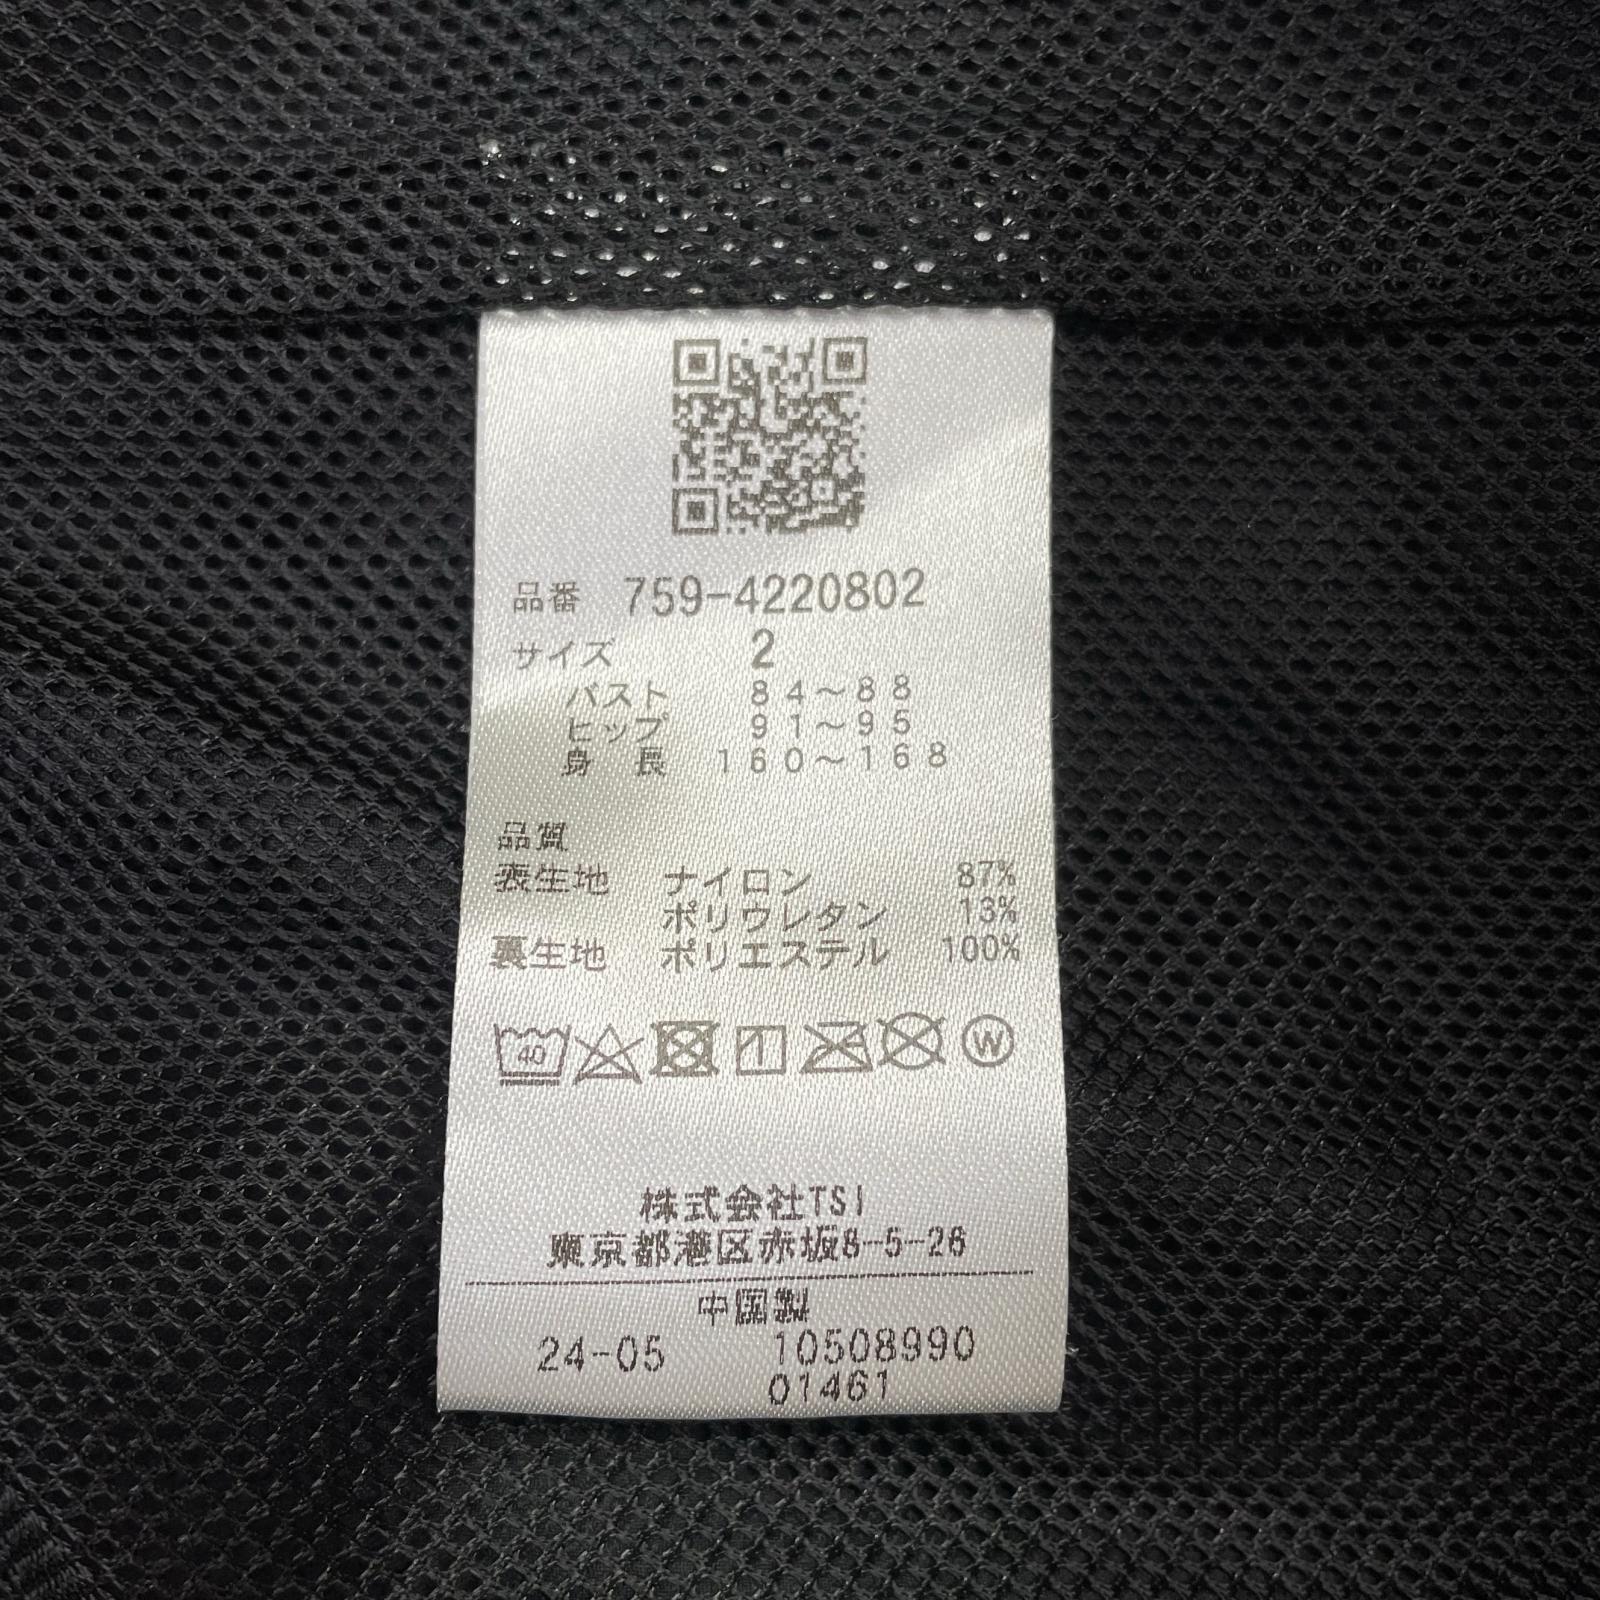 品番 759-4220802
サイズ 2
バスト 84〜88
ヒップ 91〜95
身長 160〜168
品質
表生地 ナイロン 87%
ポリウレタン 13%
裏生地 ポリエステル 100%
40 W
株式会社TSI
東京都港区赤坂8-5-26
中国製
24-05 10508990
01461